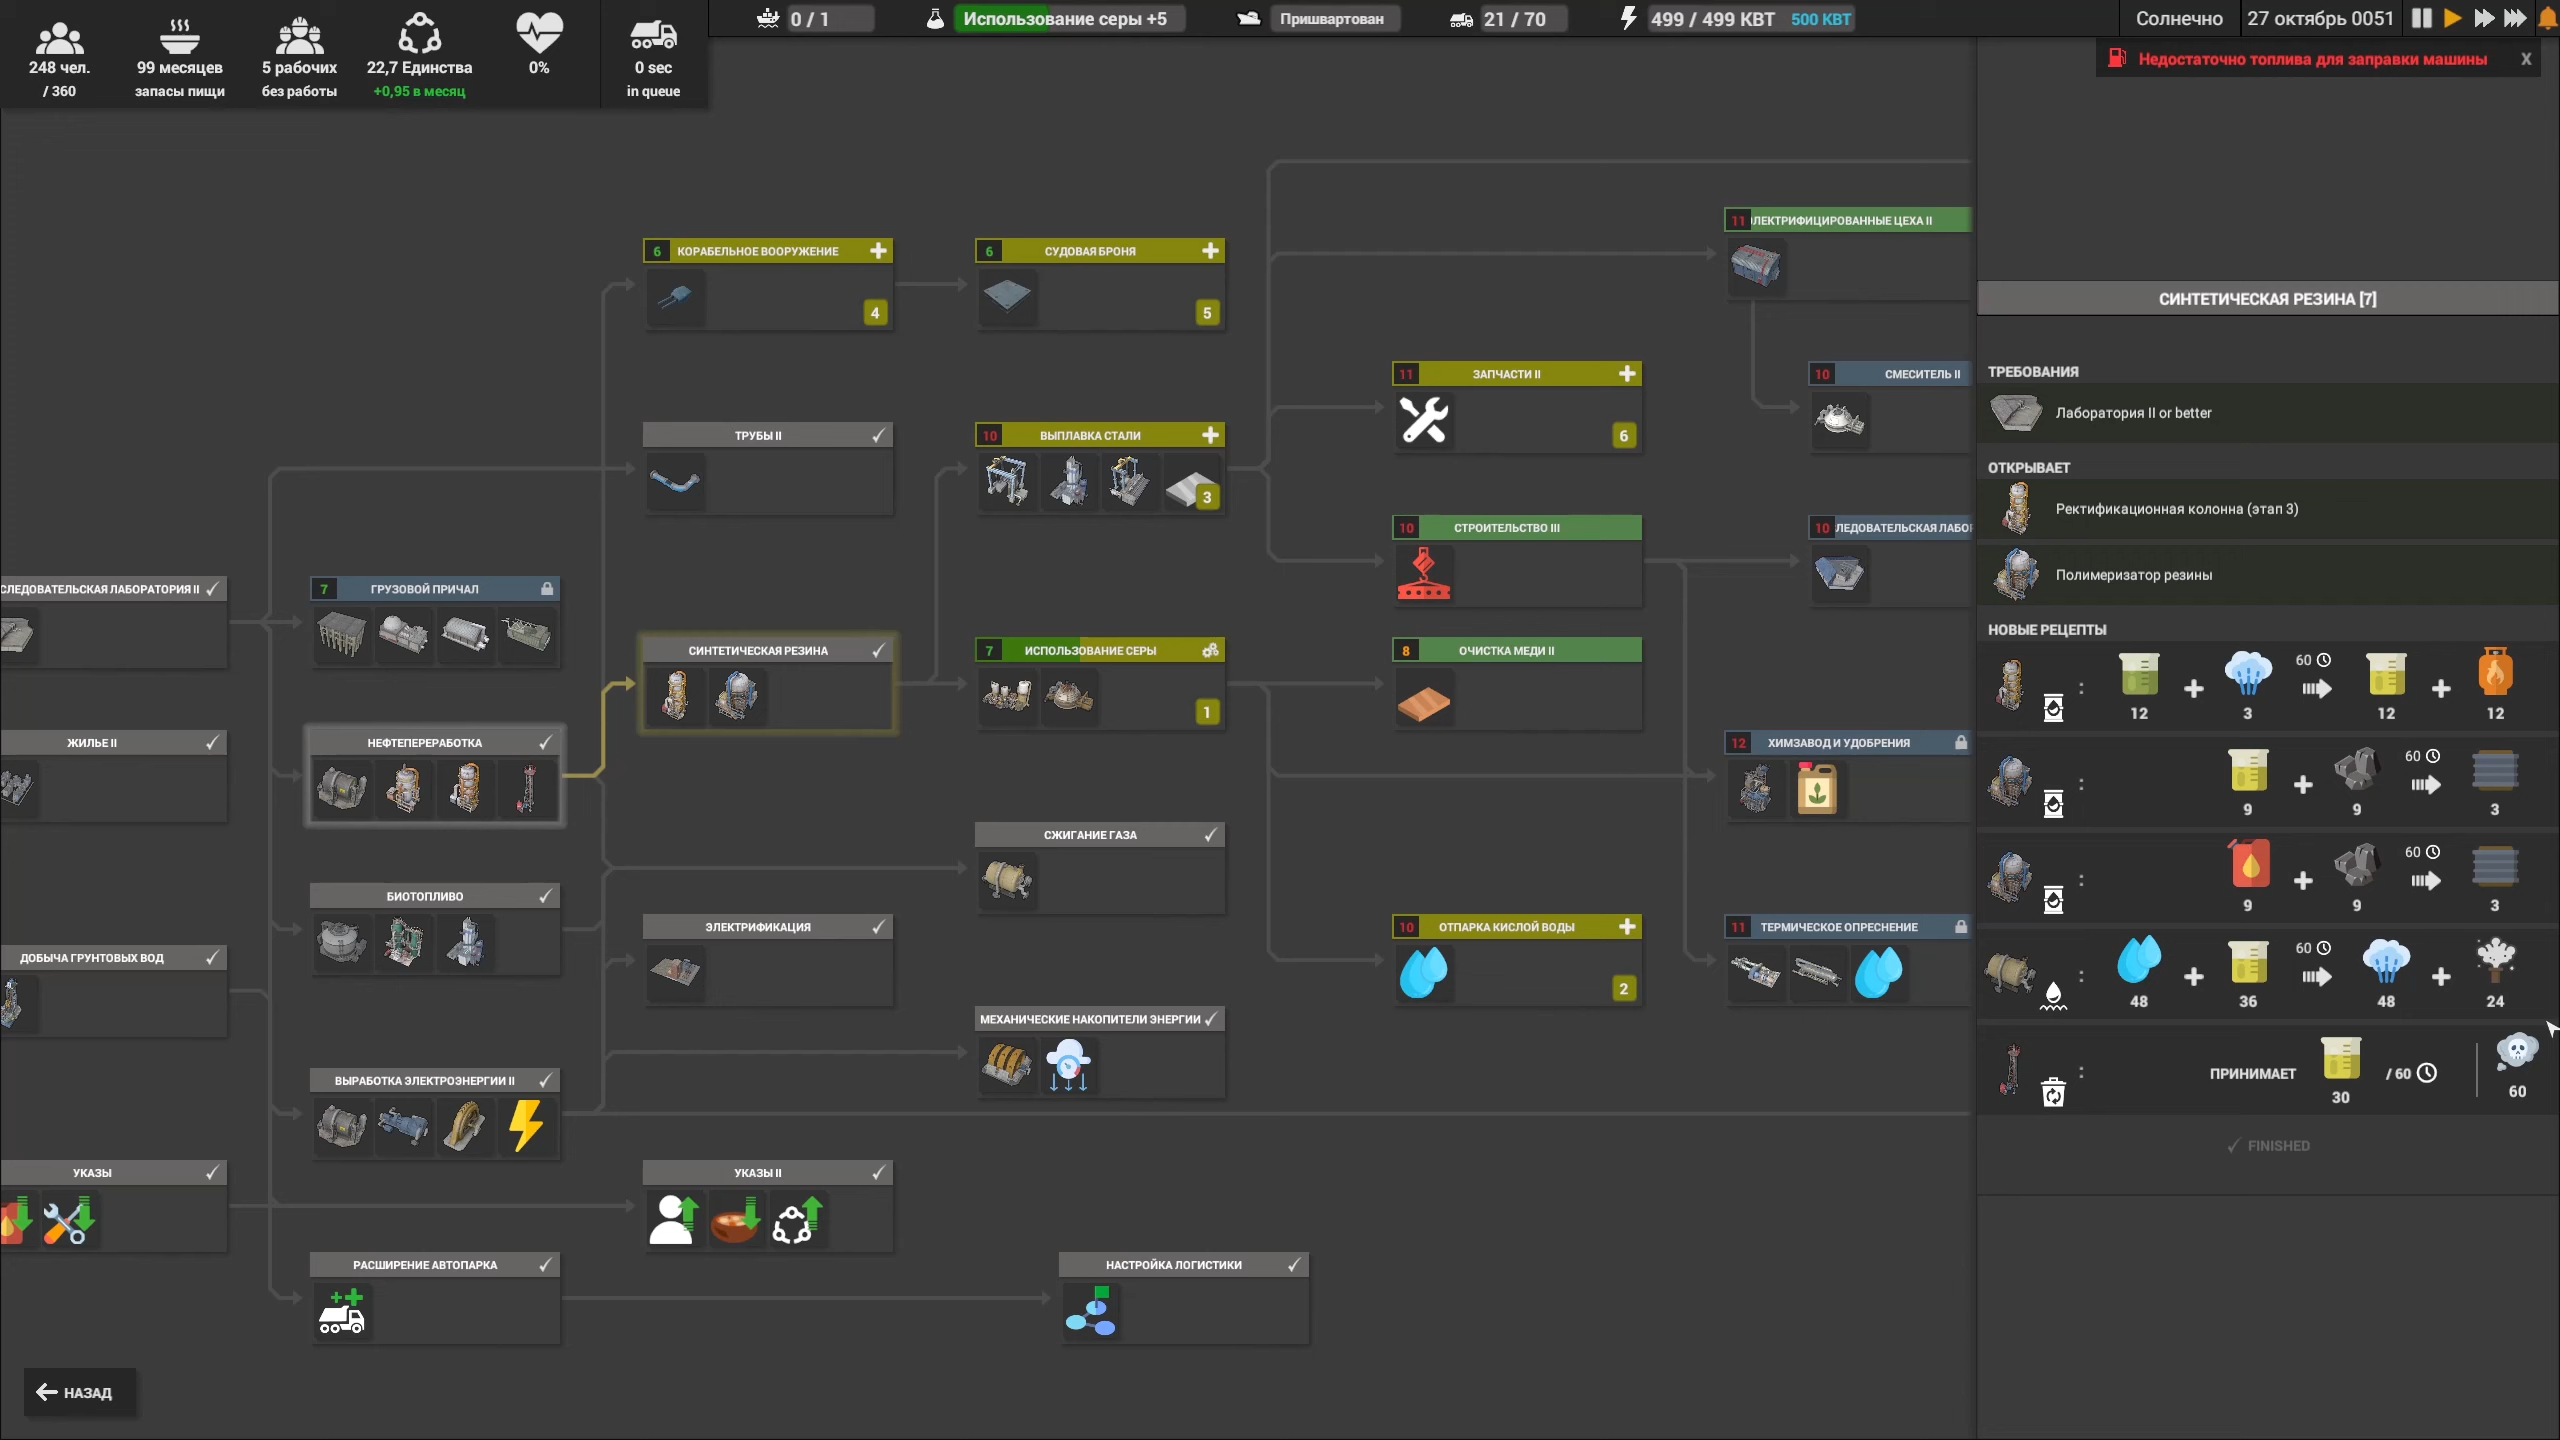 248 чел.
/ 360
99 месяцев
запасы пищи
5 рабочих
без работы
22,7 Единства
+0,95 в месяц
0%
0 sec
in queue
0 / 1
Использование серы +5
Пришвартован
21 / 70
499 / 499 КВТ 500 КВТ
Солнечно
27 октябрь 0051
Недостаточно топлива для заправки машины X
11 ЛЕКТРИФИЦИРОВАННЫЕ ЦЕХА II
6 КОРАБЕЛЬНОЕ ВООРУЖЕНИЕ
4
6 СУДОВАЯ БРОНЯ
5
11 ЗАПЧАСТИ II
6
10 СМЕСИТЕЛЬ II
ТРУБЫ II
10 ВЫПЛАВКА СТАЛИ
3
10 СТРОИТЕЛЬСТВО III
10 ЛЕДОВАТЕЛЬСКАЯ ЛАБОР
СЛЕДОВАТЕЛЬСКАЯ ЛАБОРАТОРИЯ II
7 ГРУЗОВОЙ ПРИЧАЛ
СИНТЕТИЧЕСКАЯ РЕЗИНА
7 ИСПОЛЬЗОВАНИЕ СЕРЫ
1
8 ОЧИСТКА МЕДИ II
ЖИЛЬЕ II
НЕФТЕПЕРЕРАБОТКА
12 ХИМЗАВОД И УДОБРЕНИЯ
СЖИГАНИЕ ГАЗА
БИОТОПЛИВО
ЭЛЕКТРИФИКАЦИЯ
10 ОТПАРКА КИСЛОЙ ВОДЫ
2
11 ТЕРМИЧЕСКОЕ ОПРЕСНЕНИЕ
ДОБЫЧА ГРУНТОВЫХ ВОД
МЕХАНИЧЕСКИЕ НАКОПИТЕЛИ ЭНЕРГИИ
ВЫРАБОТКА ЭЛЕКТРОЭНЕРГИИ II
УКАЗЫ
УКАЗЫ II
РАСШИРЕНИЕ АВТОПАРКА
НАСТРОЙКА ЛОГИСТИКИ
НАЗАД
СИНТЕТИЧЕСКАЯ РЕЗИНА [7]
ТРЕБОВАНИЯ
Лаборатория II or better
ОТКРЫВАЕТ
Ректификационная колонна (этап 3)
Полимеризатор резины
НОВЫЕ РЕЦЕПТЫ
: + 60 +
12 3 12 12
: + 60
9 9 3
: + 60
9 9 3
: + 60 +
48 36 48 24
: ПРИНИМАЕТ / 60
30 60
FINISHED